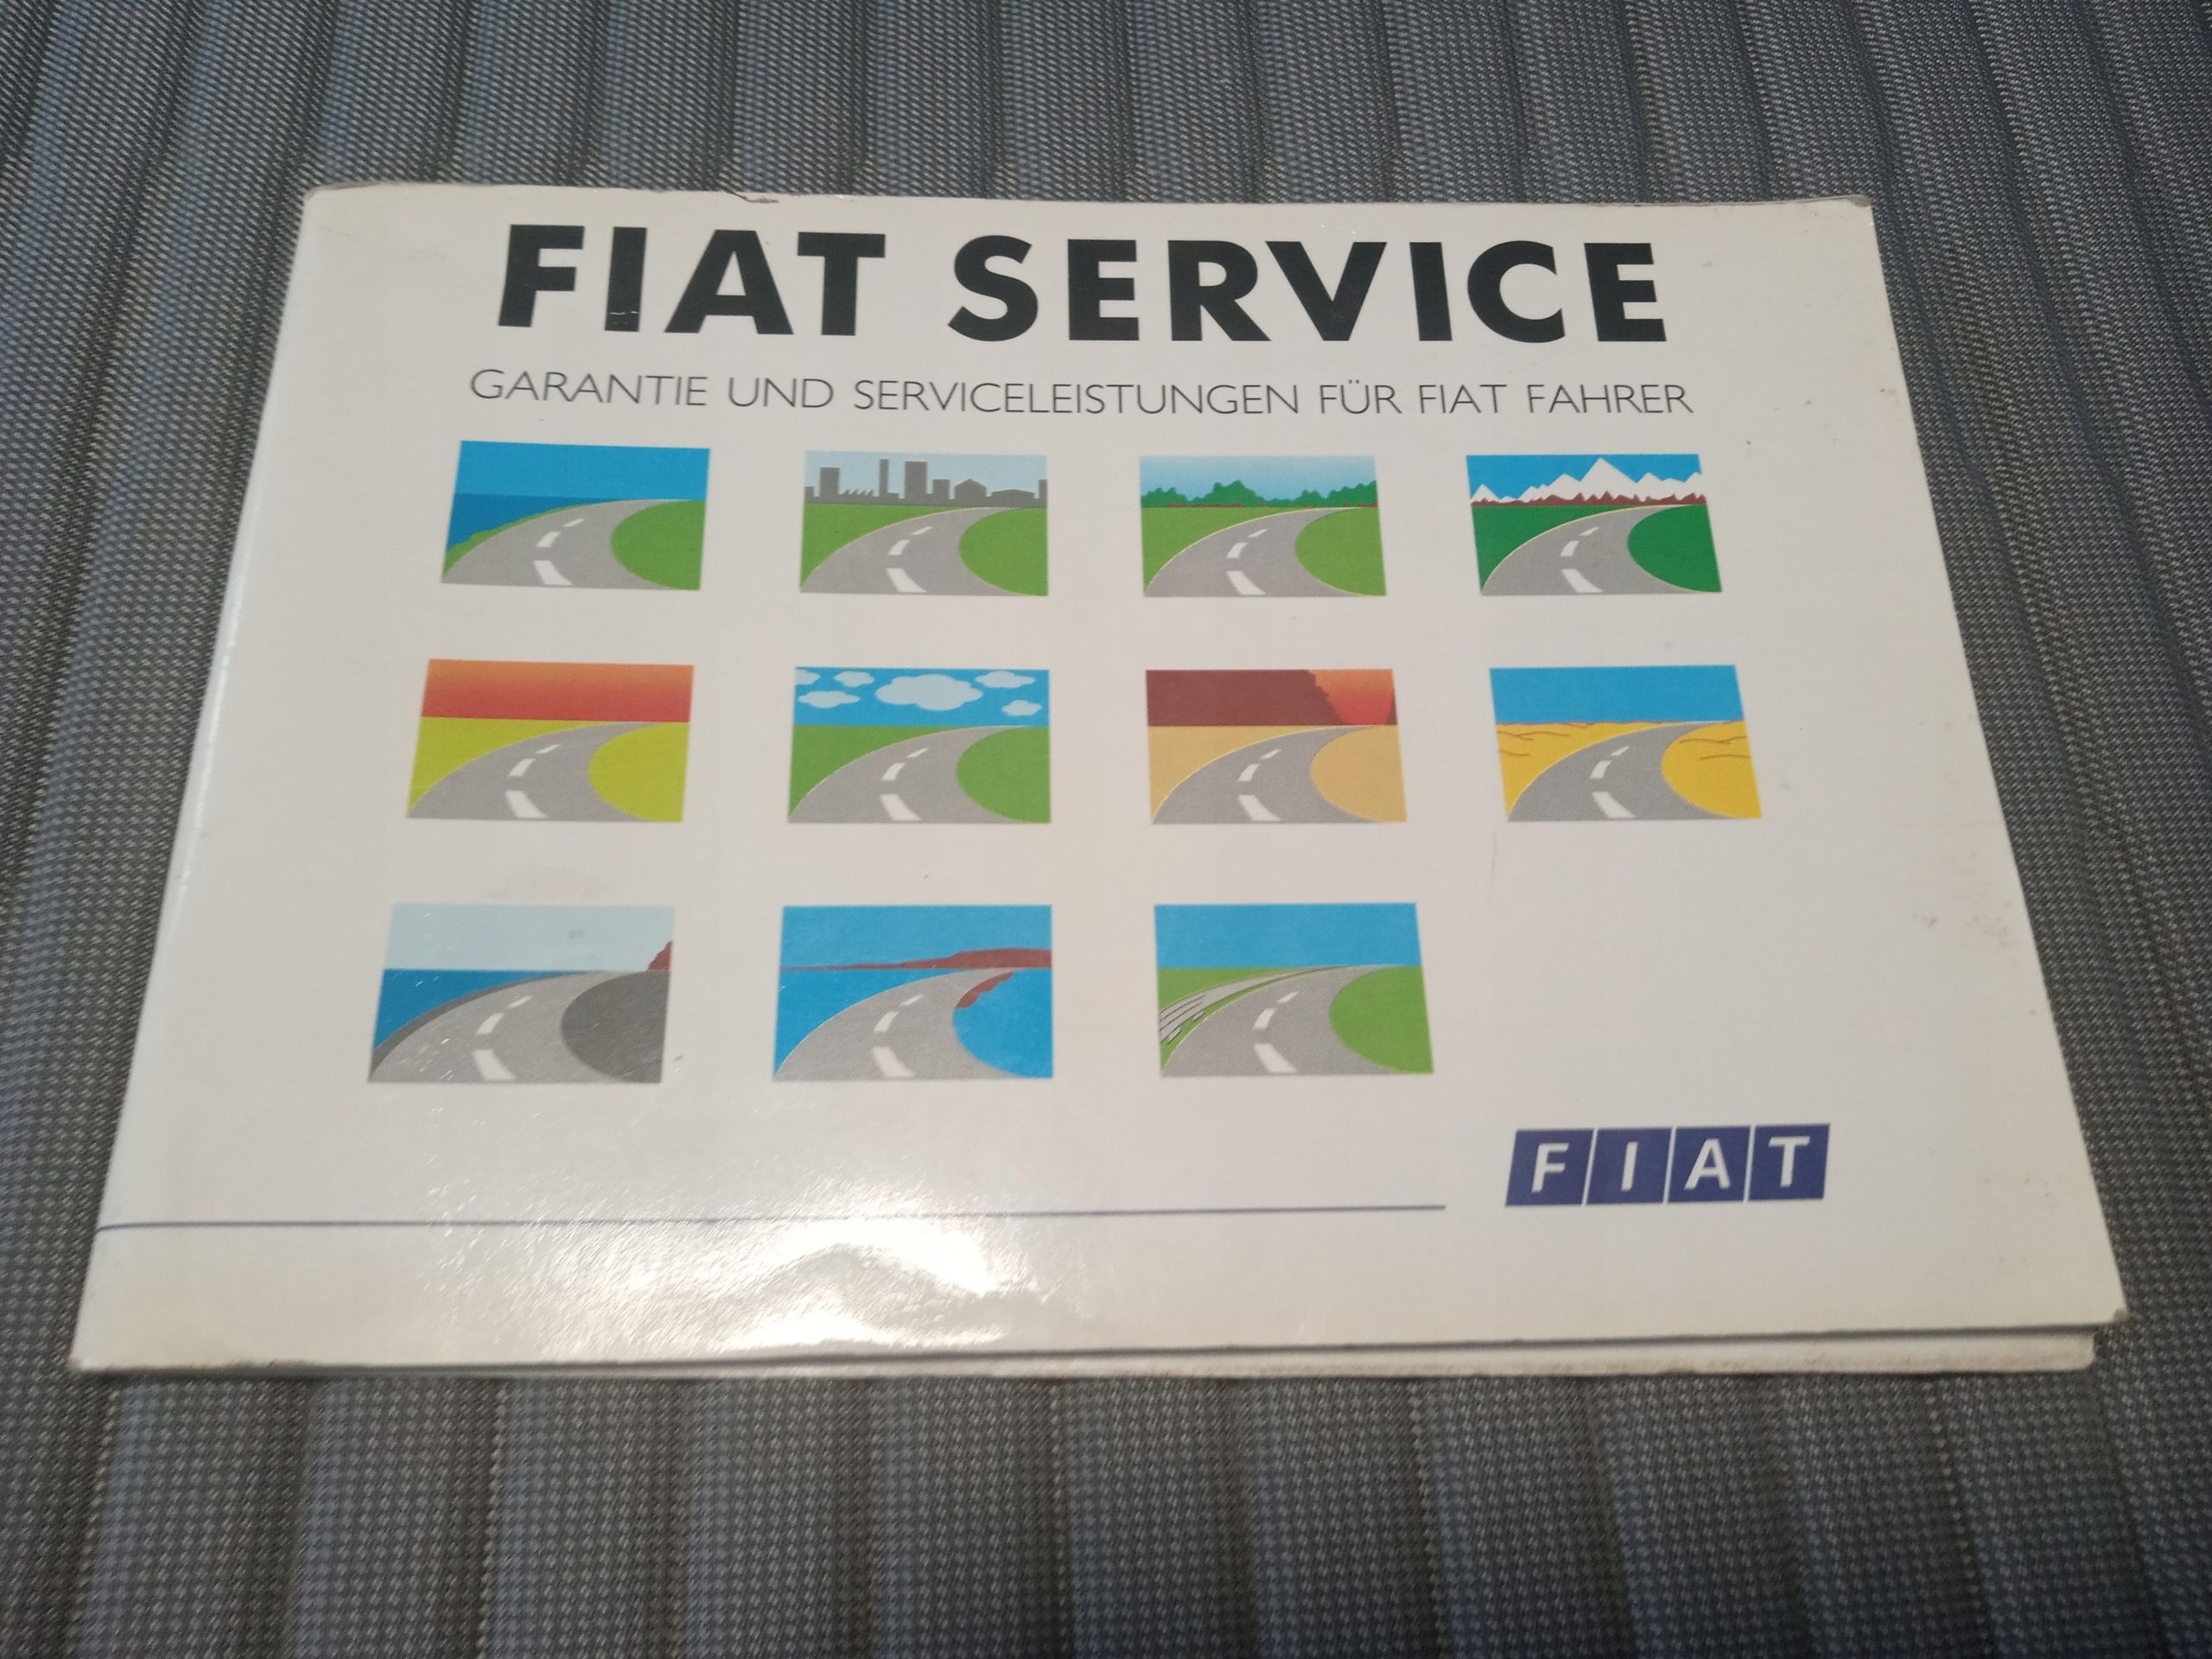 FIAT SERVICE
GARANTIE UND SERVICELEISTUNGEN FÜR FIAT FAHRER
FIAT